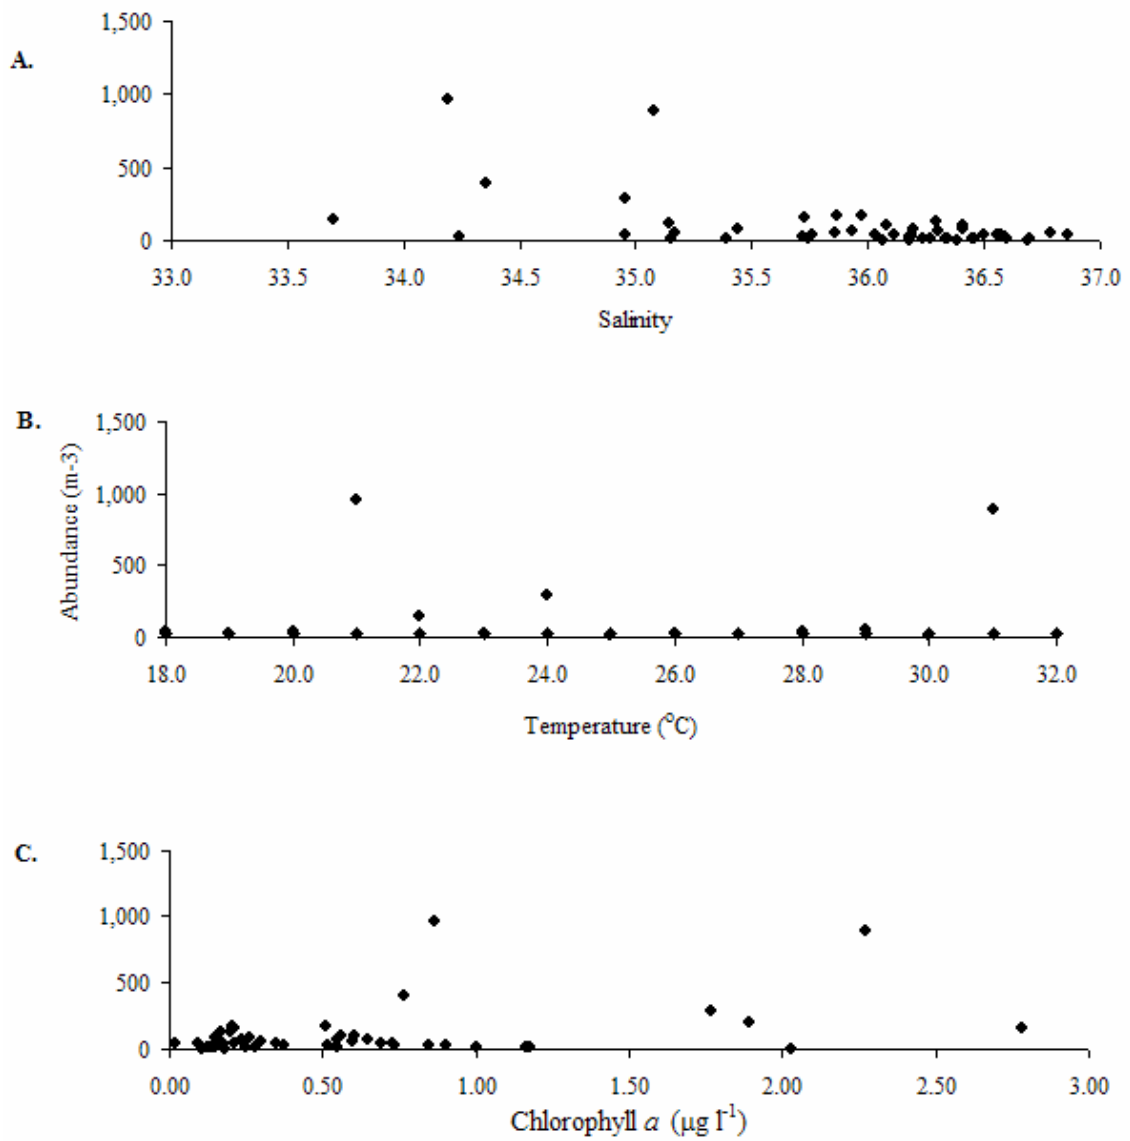 A.
1,500
1,000
500
0
33.0 33.5 34.0 34.5 35.0 35.5 36.0 36.5 37.0
Salinity
B.
Abundance (m-3)
1,500
1,000
500
0
18.0 20.0 22.0 24.0 26.0 28.0 30.0 32.0
Temperature (⁰C)
C.
1,500
1,000
500
0
0.00 0.50 1.00 1.50 2.00 2.50 3.00
Chlorophyll a (μg l⁻¹)